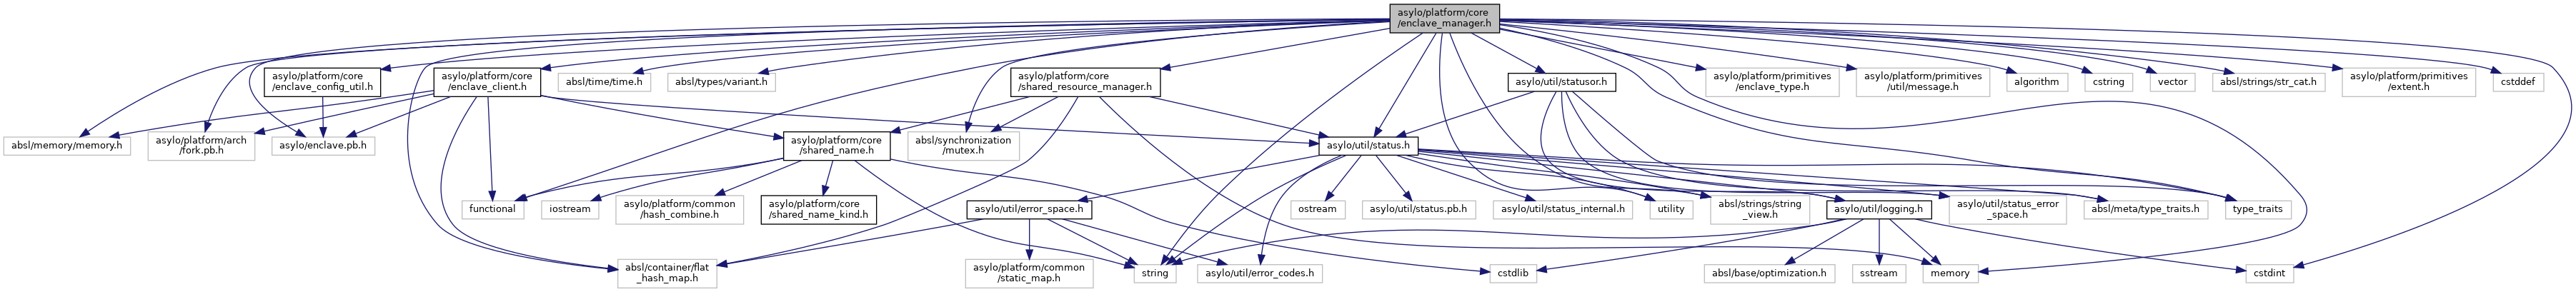 asylo/platform/core
/enclave_manager.h
asylo/platform/core
/enclave_config_util.h
asylo/platform/core
/enclave_client.h
absl/time/time.h
absl/types/variant.h
asylo/platform/core
/shared_resource_manager.h
asylo/util/statusor.h
asylo/platform/primitives
/enclave_type.h
asylo/platform/primitives
/util/message.h
algorithm
cstring
vector
absl/strings/str_cat.h
asylo/platform/primitives
/extent.h
cstddef
absl/memory/memory.h
asylo/platform/arch
/fork.pb.h
asylo/enclave.pb.h
asylo/platform/core
/shared_name.h
absl/synchronization
/mutex.h
asylo/util/status.h
functional
iostream
asylo/platform/common
/hash_combine.h
asylo/platform/core
/shared_name_kind.h
asylo/util/error_space.h
ostream
asylo/util/status.pb.h
asylo/util/status_internal.h
utility
absl/strings/string
_view.h
asylo/util/logging.h
asylo/util/status_error
_space.h
absl/meta/type_traits.h
type_traits
absl/container/flat
_hash_map.h
asylo/platform/common
/static_map.h
string
asylo/util/error_codes.h
cstdlib
absl/base/optimization.h
sstream
memory
cstdint